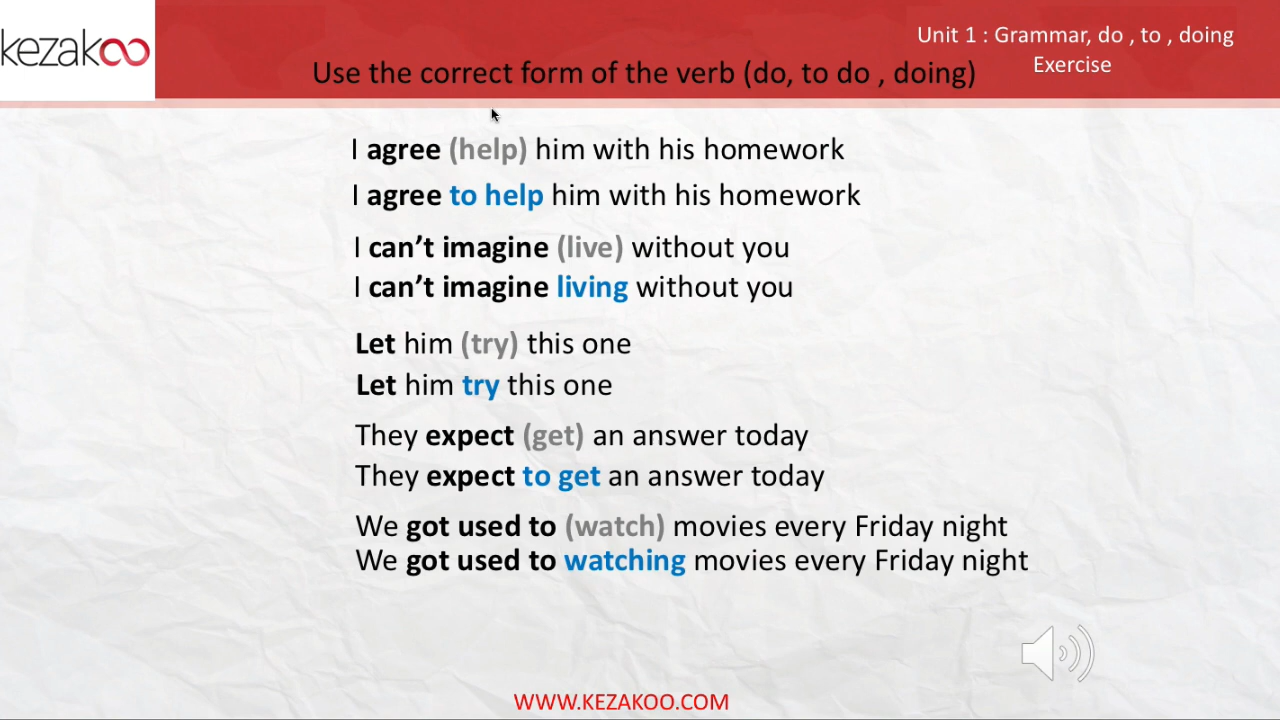 kezakoo
Unit 1 : Grammar, do , to , doing
Exercise
Use the correct form of the verb (do, to do , doing)
I agree (help) him with his homework
I agree to help him with his homework
I can’t imagine (live) without you
I can’t imagine living without you
Let him (try) this one
Let him try this one
They expect (get) an answer today
They expect to get an answer today
We got used to (watch) movies every Friday night
We got used to watching movies every Friday night
WWW.KEZAKOO.COM